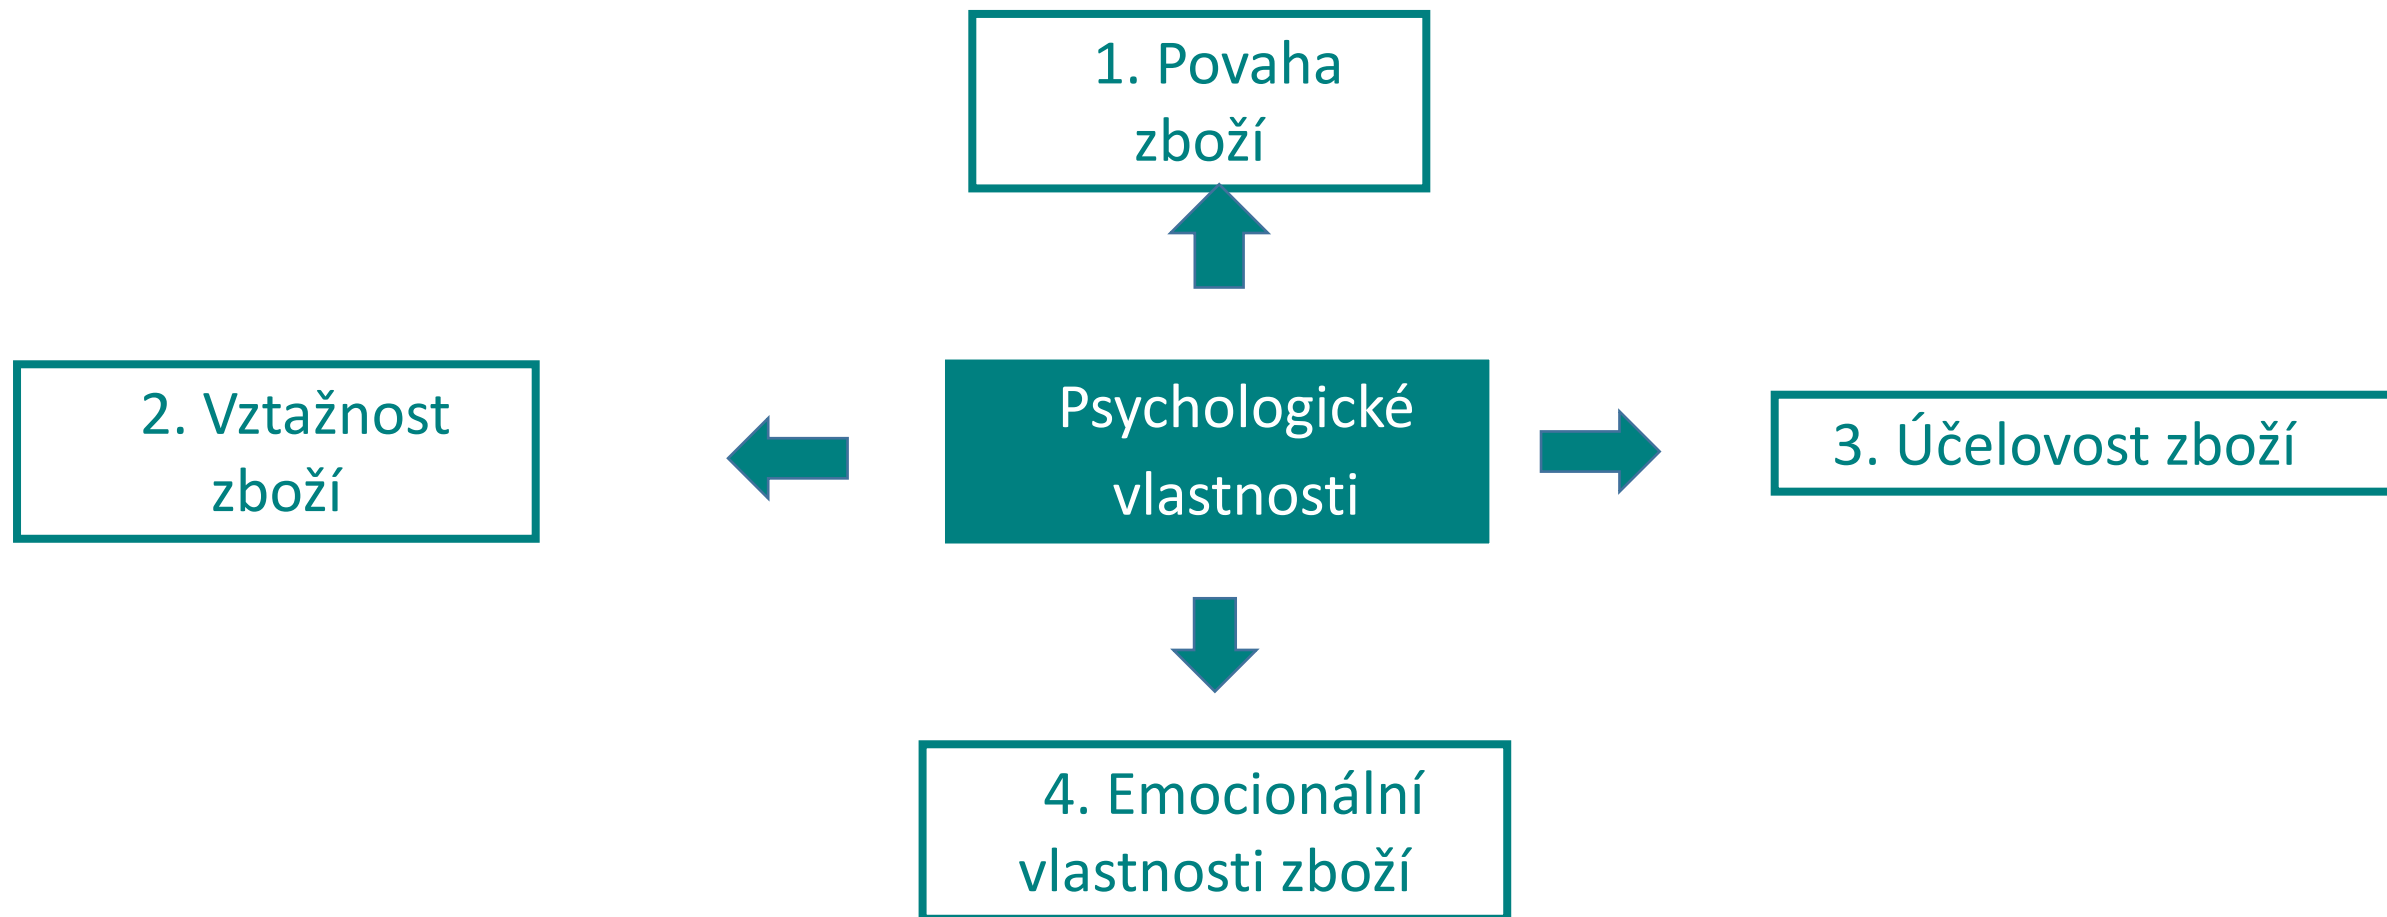 1. Povaha
zboží
2. Vztažnost
zboží
Psychologické
vlastnosti
3. Účelovost zboží
4. Emocionální
vlastnosti zboží